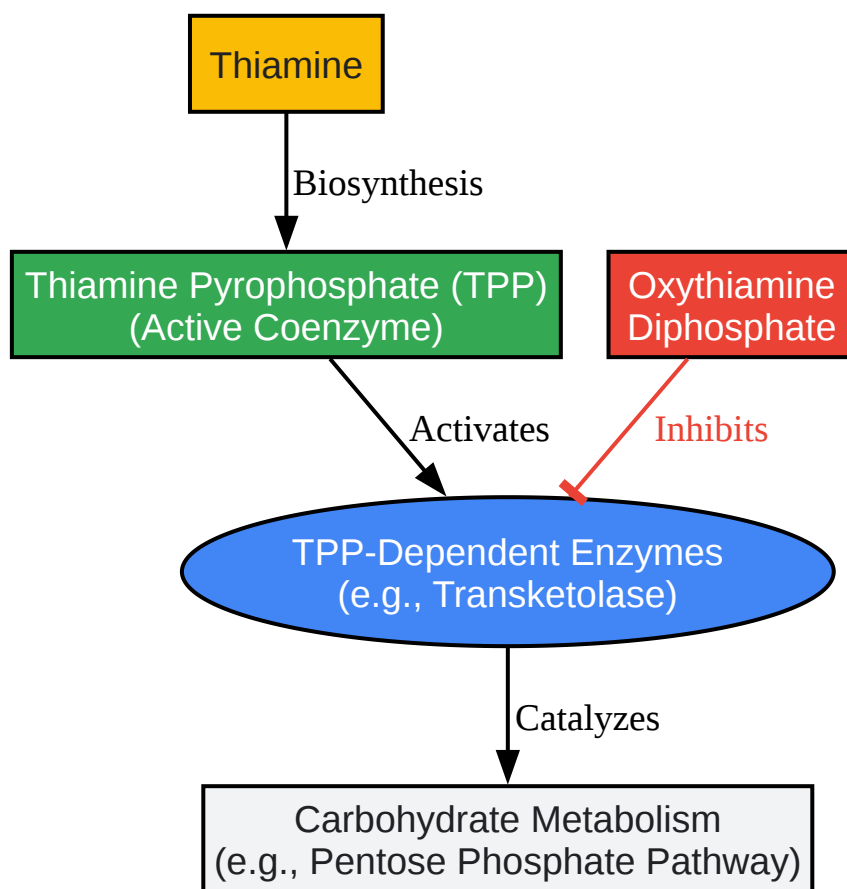 Thiamine
Biosynthesis
Thiamine Pyrophosphate (TPP)
(Active Coenzyme)
Oxythiamine
Diphosphate
Activates
Inhibits
TPP-Dependent Enzymes
(e.g., Transketolase)
Catalyzes
Carbohydrate Metabolism
(e.g., Pentose Phosphate Pathway)